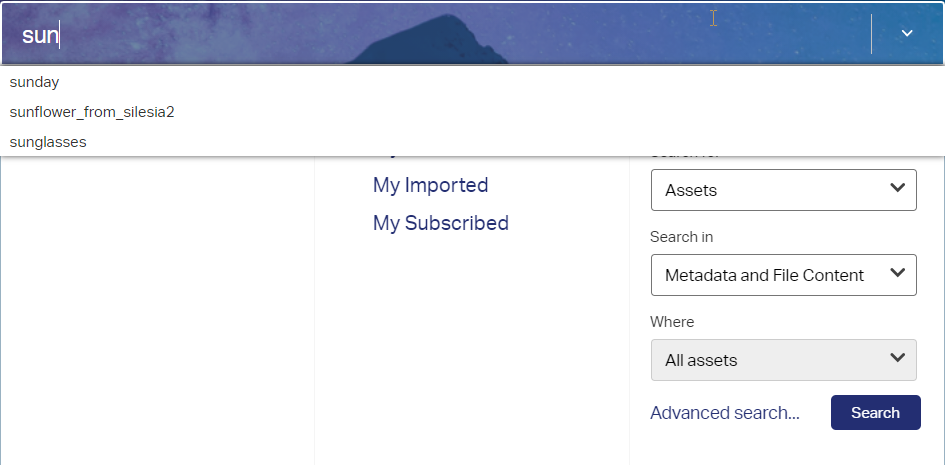 sun
sunday
sunflower_from_silesia2
sunglasses
My Imported
My Subscribed
Assets
Search in
Metadata and File Content
Where
All assets
Advanced search...
Search